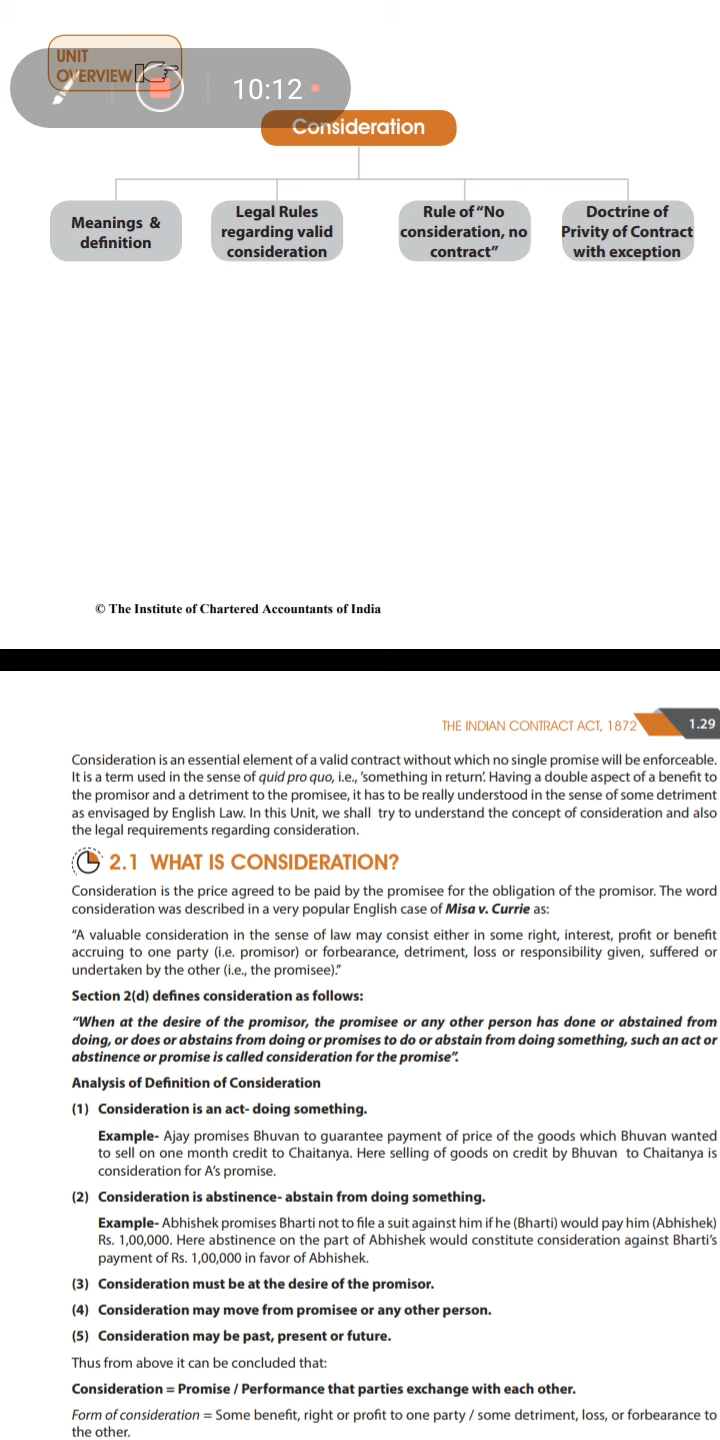 UNIT
OVERVIEW
10:12
Consideration
Meanings &
definition
Legal Rules
regarding valid
consideration
Rule of “No
consideration, no
contract”
Doctrine of
Privity of Contract
with exception
© The Institute of Chartered Accountants of India
THE INDIAN CONTRACT ACT, 1872 1.29
Consideration is an essential element of a valid contract without which no single promise will be enforceable.
It is a term used in the sense of quid pro quo, i.e., ‘something in return’. Having a double aspect of a benefit to
the promisor and a detriment to the promisee, it has to be really understood in the sense of some detriment
as envisaged by English Law. In this Unit, we shall try to understand the concept of consideration and also
the legal requirements regarding consideration.
2.1 WHAT IS CONSIDERATION?
Consideration is the price agreed to be paid by the promisee for the obligation of the promisor. The word
consideration was described in a very popular English case of Misa v. Currie as:
“A valuable consideration in the sense of law may consist either in some right, interest, profit or benefit
accruing to one party (i.e. promisor) or forbearance, detriment, loss or responsibility given, suffered or
undertaken by the other (i.e., the promisee).”
Section 2(d) defines consideration as follows:
“When at the desire of the promisor, the promisee or any other person has done or abstained from
doing, or does or abstains from doing or promises to do or abstain from doing something, such an act or
abstinence or promise is called consideration for the promise”.
Analysis of Definition of Consideration
(1) Consideration is an act- doing something.
Example- Ajay promises Bhuvan to guarantee payment of price of the goods which Bhuvan wanted
to sell on one month credit to Chaitanya. Here selling of goods on credit by Bhuvan to Chaitanya is
consideration for A’s promise.
(2) Consideration is abstinence- abstain from doing something.
Example- Abhishek promises Bharti not to file a suit against him if he (Bharti) would pay him (Abhishek)
Rs. 1,00,000. Here abstinence on the part of Abhishek would constitute consideration against Bharti’s
payment of Rs. 1,00,000 in favor of Abhishek.
(3) Consideration must be at the desire of the promisor.
(4) Consideration may move from promisee or any other person.
(5) Consideration may be past, present or future.
Thus from above it can be concluded that:
Consideration = Promise / Performance that parties exchange with each other.
Form of consideration = Some benefit, right or profit to one party / some detriment, loss, or forbearance to
the other.